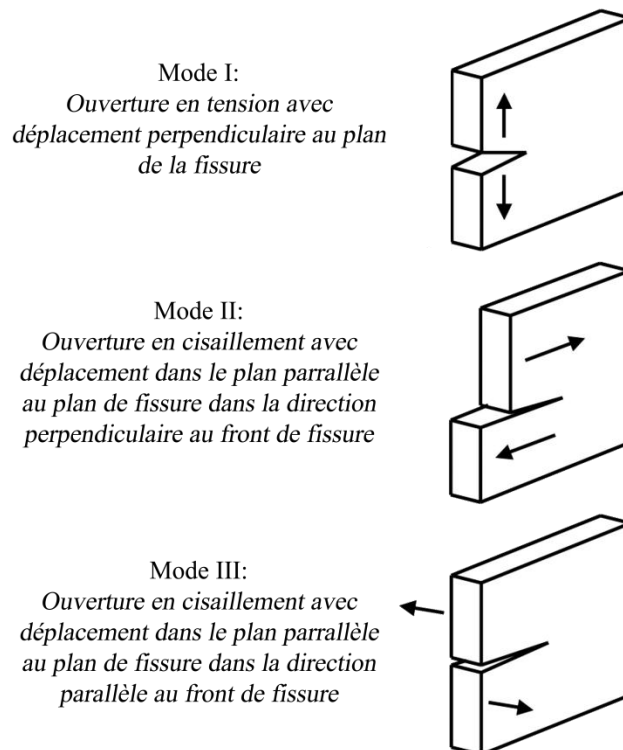 Mode I:
Ouverture en tension avec
déplacement perpendiculaire au plan
de la fissure
Mode II:
Ouverture en cisaillement avec
déplacement dans le plan parrallèle
au plan de fissure dans la direction
perpendiculaire au front de fissure
Mode III:
Ouverture en cisaillement avec
déplacement dans le plan parrallèle
au plan de fissure dans la direction
parallèle au front de fissure